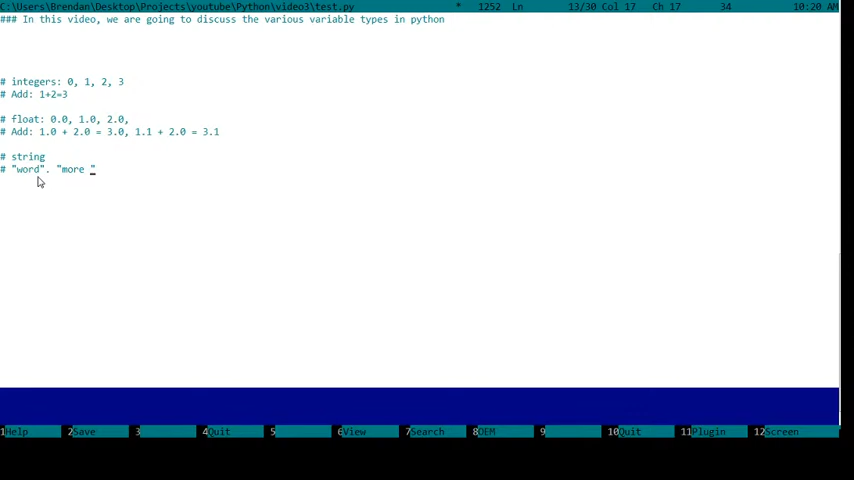 C:\Users\Brendan\Desktop\Projects\youtube\Python\video3\test.py * 1252 Ln 13/30 Col 17 Ch 17 34 10:20 AM
### In this video, we are going to discuss the various variable types in python
# integers: 0, 1, 2, 3
# Add: 1+2=3
# float: 0.0, 1.0, 2.0,
# Add: 1.0 + 2.0 = 3.0, 1.1 + 2.0 = 3.1
# string
# "word". "more "
1Help 2Save 3 4Quit 5 6View 7Search 8OEM 9 10Quit 11Plugin 12Screen